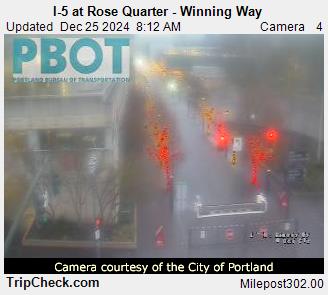 I-5 at Rose Quarter - Winning Way
Updated Dec 25 2024 8:12 AM Camera 4
PBOT
PORTLAND BUREAU OF TRANSPORTATION
Camera courtesy of the City of Portland
TripCheck.com Milepost302.00